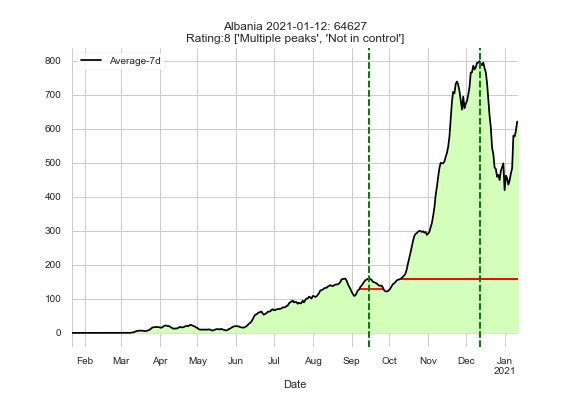 Albania 2021-01-12: 64627
Rating:8 ['Multiple peaks', 'Not in control']
Average-7d
800
700
600
500
400
300
200
100
0
Feb Mar Apr May Jun Jul Aug Sep Oct Nov Dec Jan
2021
Date